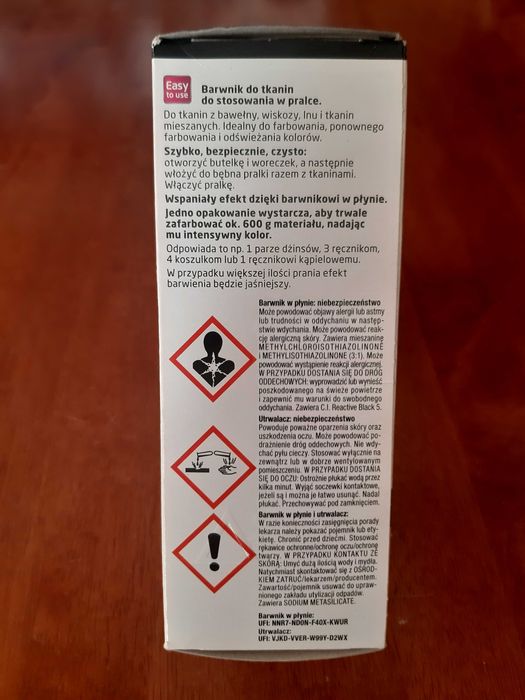 Easy
to use
Barwnik do tkanin
do stosowania w pralce.
Do tkanin z bawełny, wiskozy, lnu i tkanin
mieszanych. Idealny do farbowania, ponownego
farbowania i odświeżania kolorów.
Szybko, bezpiecznie, czysto:
otworzyć butelkę i woreczek, a następnie
włożyć do bębna pralki razem z tkaninami.
Włączyć pralkę.
Wspaniały efekt dzięki barwnikowi w płynie.
Jedno opakowanie wystarcza, aby trwale
zafarbować ok. 600 g materiału, nadając
mu intensywny kolor.
Odpowiada to np. 1 parze dżinsów, 3 ręcznikom,
4 koszulkom lub 1 ręcznikowi kąpielowemu.
W przypadku większej ilości prania efekt
barwienia będzie jaśniejszy.
Barwnik w płynie: niebezpieczeństwo
Może powodować objawy alergii lub astmy
lub trudności w oddychaniu w następ-
stwie wdychania. Może powodować reak-
cję alergiczną skóry. Zawiera mieszaninę
METHYLCHLOROISOTHIAZOLINONE
i METHYLISOTHIAZOLINONE (3:1). Może
powodować wystąpienie reakcji alergicznej.
W PRZYPADKU DOSTANIA SIĘ DO DRÓG
ODDECHOWYCH: wyprowadzić lub wynieść
poszkodowanego na świeże powietrze
i zapewnić mu warunki do swobodnego
oddychania. Zawiera C.I. Reactive Black 5.
Utrwalacz: niebezpieczeństwo
Powoduje poważne oparzenia skóry oraz
uszkodzenia oczu. Może powodować po-
drażnienie dróg oddechowych. Nie wdy-
chać pyłu cieczy. Stosować wyłącznie na
zewnątrz lub w dobrze wentylowanym
pomieszczeniu. W PRZYPADKU DOSTANIA
SIĘ DO OCZU: Ostrożnie płukać wodą przez
kilka minut. Wyjąć soczewki kontaktowe,
jeżeli są i można je łatwo usunąć. Nadal
płukać. Przechowywać pod zamknięciem.
Barwnik w płynie i utrwalacz:
W razie konieczności zasięgnięcia porady
lekarza należy pokazać pojemnik lub ety-
kietę. Chronić przed dziećmi. Stosować
rękawice ochronne/ochronę oczu/ochronę
twarzy. W PRZYPADKU KONTAKTU ZE
SKÓRĄ: Umyć dużą ilością wody i mydła.
Natychmiast skontaktować się z OŚROD-
KIEM ZATRUĆ/lekarzem/producentem.
Zawartość/pojemnik usuwać do upraw-
nionego zakładu utylizacji odpadów.
Zawiera SODIUM METASILICATE.
Barwnik w płynie:
UFI: NNR7-ND0N-F40X-KWUR
Utrwalacz:
UFI: VJKD-VVER-W99Y-D2WX